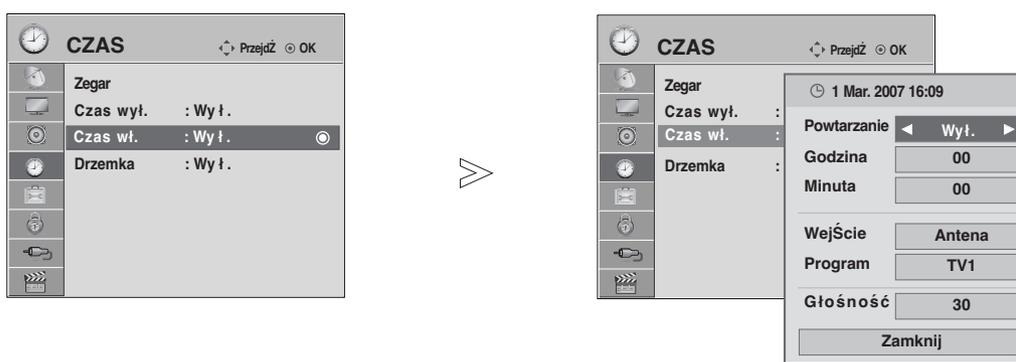 CZAS PrzejdŹ OK
Zegar
Czas wył. : Wył.
Czas wł. : Wył.
Drzemka : Wył.
CZAS PrzejdŹ OK
Zegar
Czas wył. :
Czas wł. :
Drzemka :
1 Mar. 2007 16:09
Powtarzanie ◀ Wył. ▶
Godzina 00
Minuta 00
WejŚcie Antena
Program TV1
Głośność 30
Zamknij